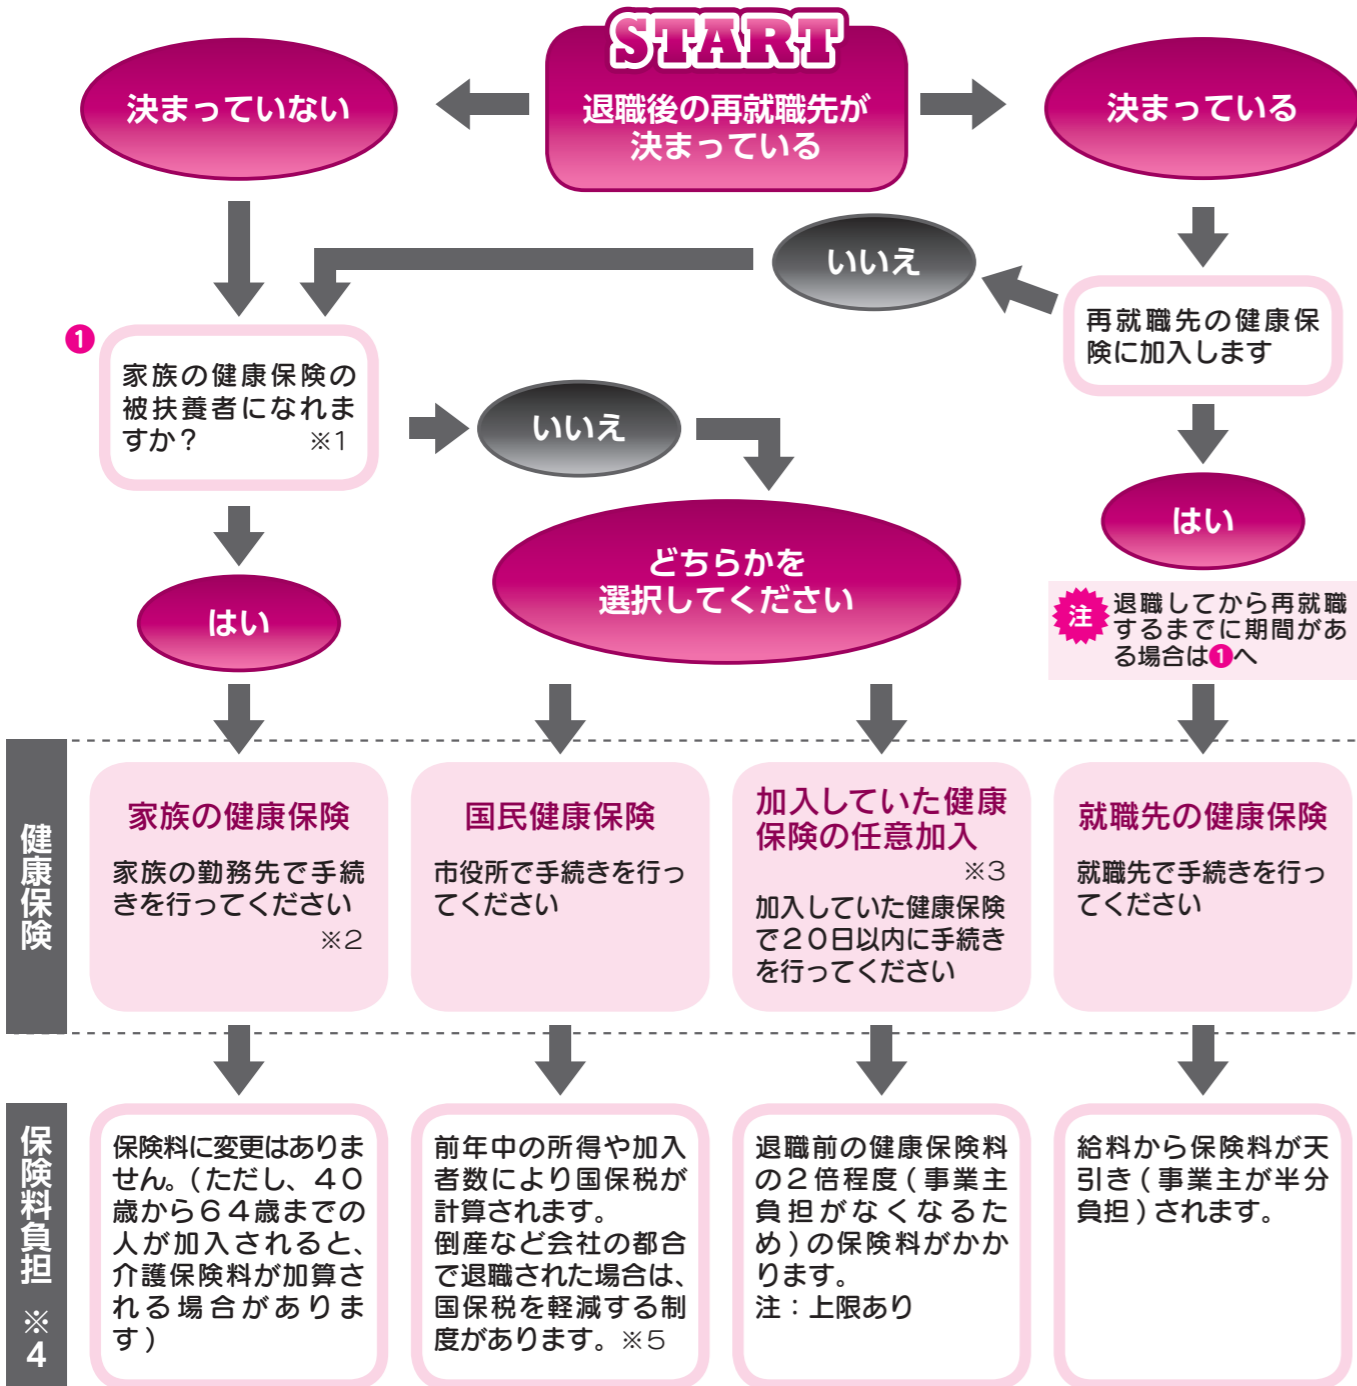 START
退職後の再就職先が
決まっている
決まっていない
決まっている
いいえ
再就職先の健康保
険に加入します
❶
家族の健康保険の
被扶養者になれま
すか？ ※1
いいえ
はい
どちらかを
選択してください
はい
注 退職してから再就職
するまでに期間があ
る場合は❶へ
健康保険
家族の健康保険
家族の勤務先で手続
きを行ってください
※2
国民健康保険
市役所で手続きを行っ
てください
加入していた健康
保険の任意加入
※3
加入していた健康保険
で２０日以内に手続き
を行ってください
就職先の健康保険
就職先で手続きを行っ
てください
保険料負担 ※4
保険料に変更はありま
せん。（ただし、４０
歳から６４歳までの
人が加入されると、
介護保険料が加算さ
れる場合がありま
す）
前年中の所得や加入
者数により国保税が
計算されます。
倒産など会社の都合
で退職された場合は、
国保税を軽減する制
度があります。※5
退職前の健康保険料
の２倍程度（事業主
負担がなくなるた
め）の保険料がかか
ります。
注：上限あり
給料から保険料が天
引き（事業主が半分
負担）されます。